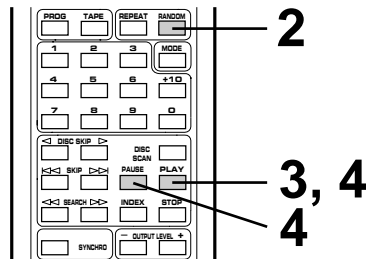 PROG TAPE REPEAT RANDOM
2
1 2 3 MODE
4 5 6 +10
7 8 9 0
◁ DISC SKIP ▷ DISC SCAN
|◁◁ SKIP ▷▷| PAUSE PLAY
3, 4
◁◁ SEARCH ▷▷ INDEX STOP
4
SYNCHRO − OUTPUT LEVEL +